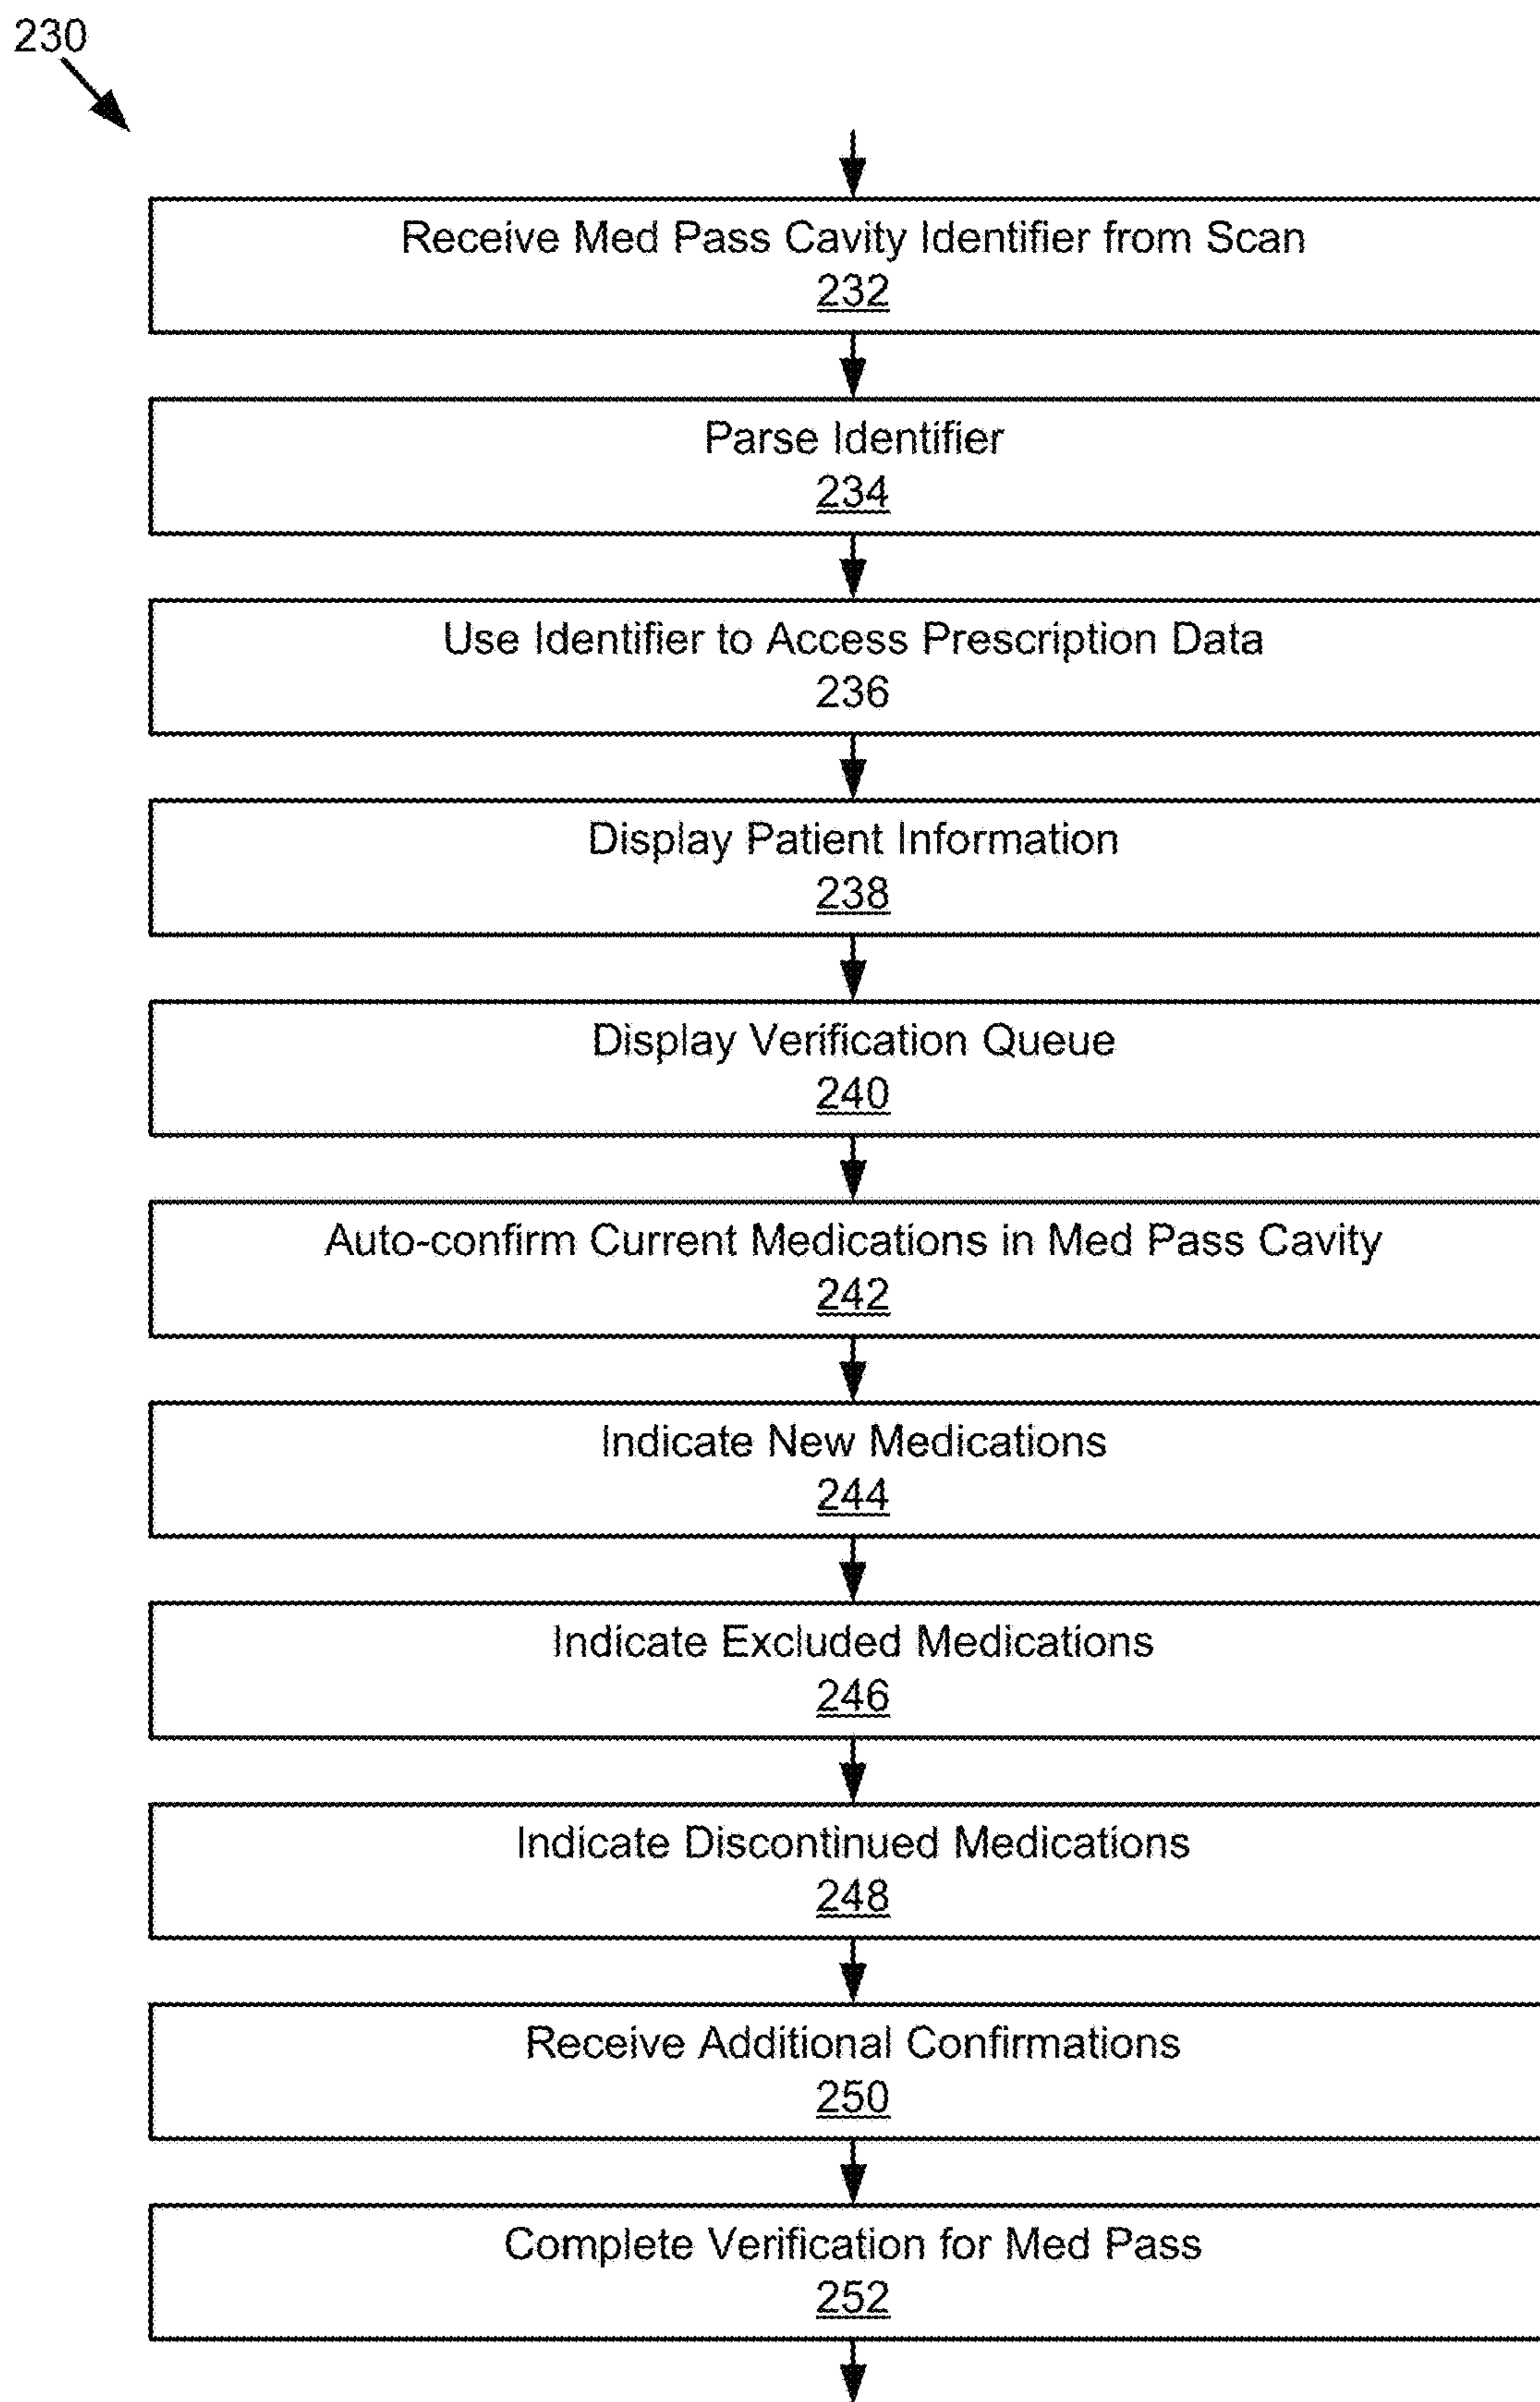 230
Receive Med Pass Cavity Identifier from Scan
232
Parse Identifier
234
Use Identifier to Access Prescription Data
236
Display Patient Information
238
Display Verification Queue
240
Auto-confirm Current Medications in Med Pass Cavity
242
Indicate New Medications
244
Indicate Excluded Medications
246
Indicate Discontinued Medications
248
Receive Additional Confirmations
250
Complete Verification for Med Pass
252